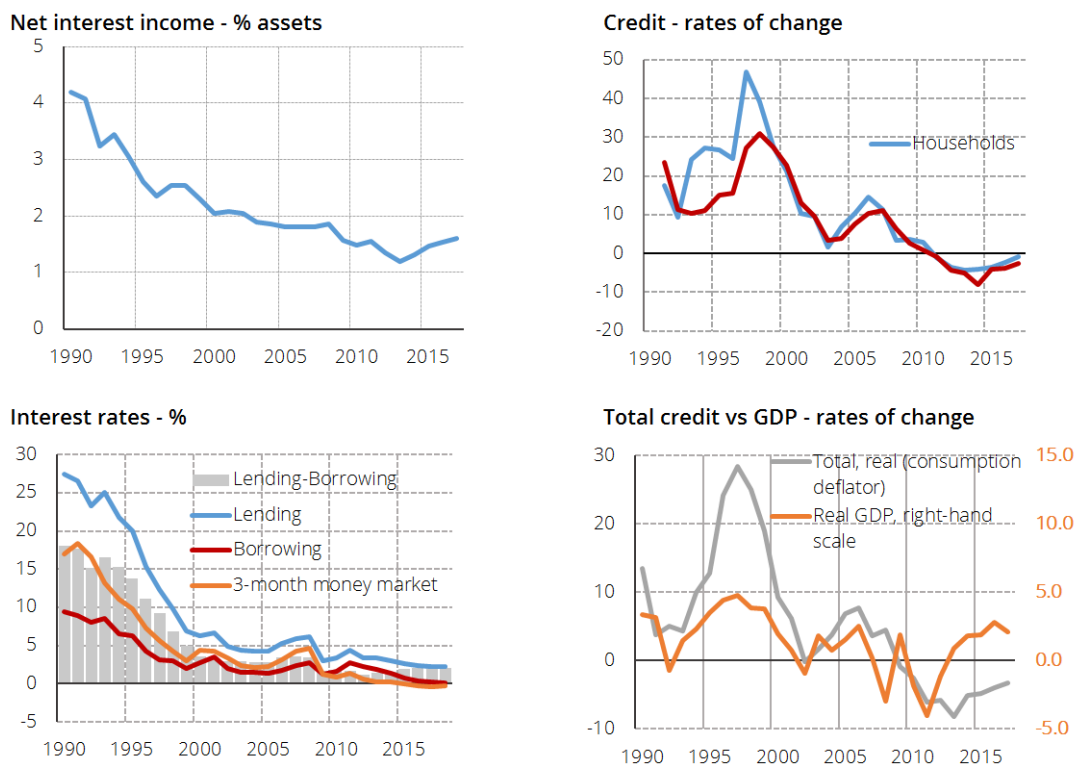 Net interest income - % assets
5
4
3
2
1
0
1990 1995 2000 2005 2010 2015
Credit - rates of change
50
40
30
20
10
0
-10
-20
Households
1990 1995 2000 2005 2010 2015
Interest rates - %
30
25
20
15
10
5
0
-5
Lending-Borrowing
Lending
Borrowing
3-month money market
1990 1995 2000 2005 2010 2015
Total credit vs GDP - rates of change
30
20
10
0
-10
Total, real (consumption
deflator)
Real GDP, right-hand
scale
15.0
10.0
5.0
0.0
-5.0
1990 1995 2000 2005 2010 2015